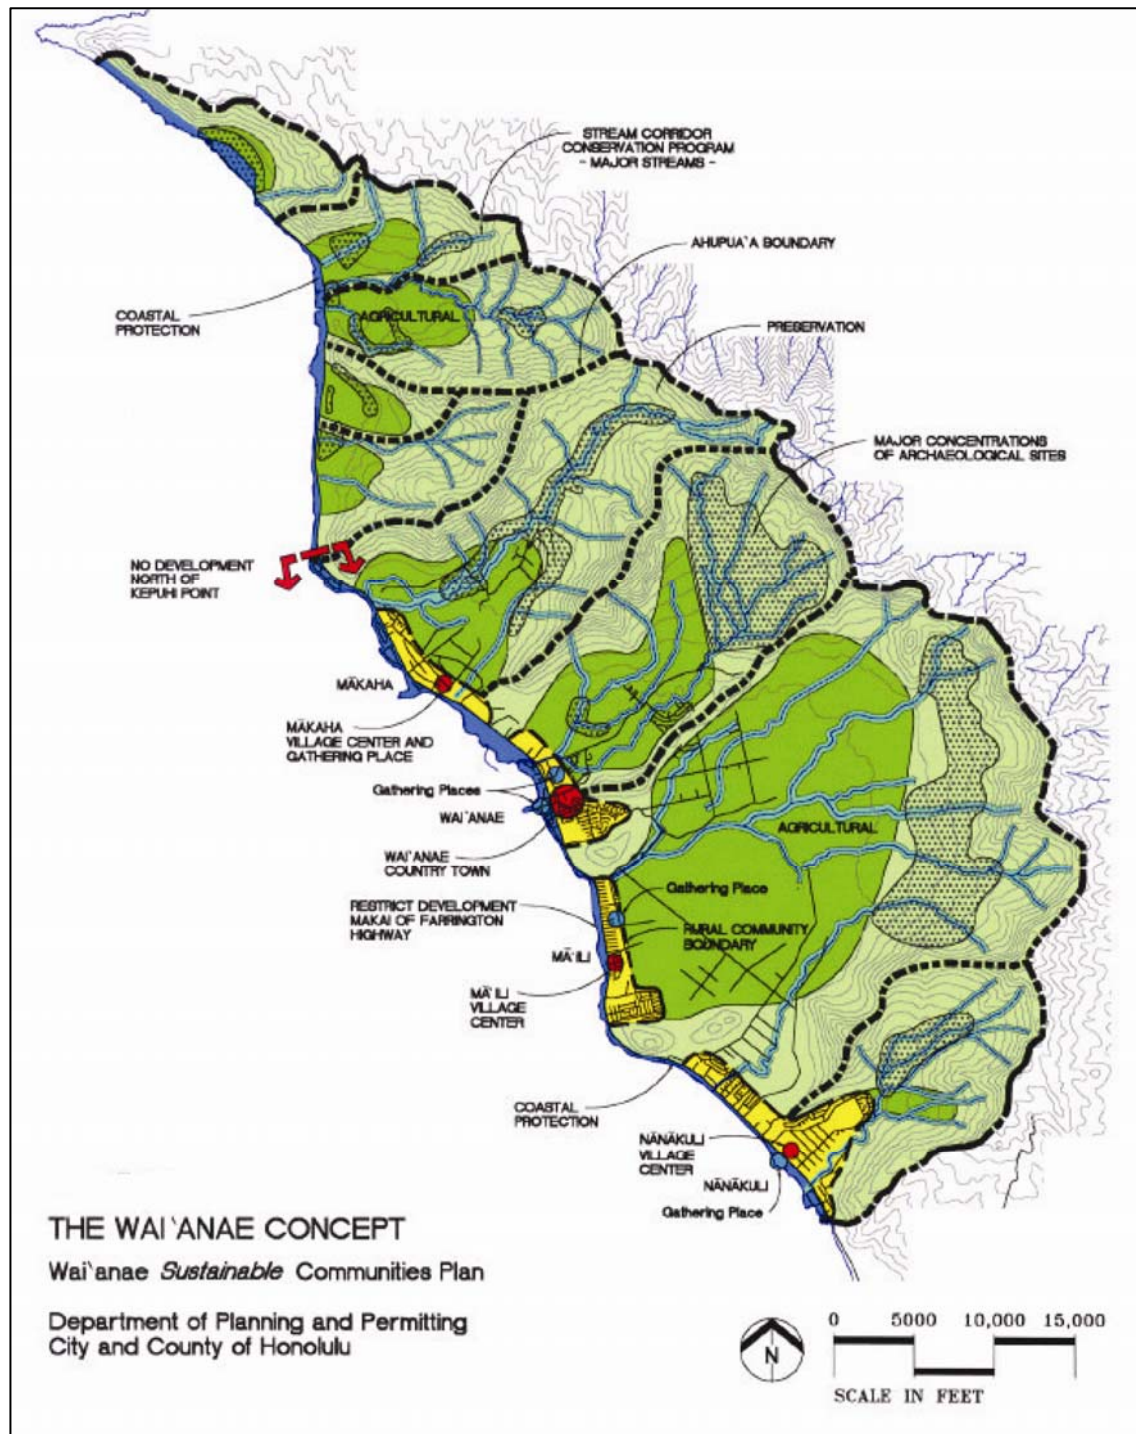 STREAM CORRIDOR
CONSERVATION PROGRAM
- MAJOR STREAMS -
AHUPUA`A BOUNDARY
COASTAL
PROTECTION
AGRICULTURAL
PRESERVATION
MAJOR CONCENTRATIONS
OF ARCHAEOLOGICAL SITES
NO DEVELOPMENT
NORTH OF
KEPUHI POINT
MĀKAHA
MĀKAHA
VILLAGE CENTER AND
GATHERING PLACE
Gathering Places
WAI`ANAE
WAI`ANAE
COUNTRY TOWN
AGRICULTURAL
Gathering Place
RESTRICT DEVELOPMENT
MAKAI OF FARRINGTON
HIGHWAY
RURAL COMMUNITY
BOUNDARY
MĀ`ILI
MĀ`ILI
VILLAGE
CENTER
COASTAL
PROTECTION
NĀNĀKULI
VILLAGE
CENTER
NĀNĀKULI
Gathering Place
THE WAI`ANAE CONCEPT
Wai`anae Sustainable Communities Plan
Department of Planning and Permitting
City and County of Honolulu
N
0 5000 10,000 15,000
SCALE IN FEET